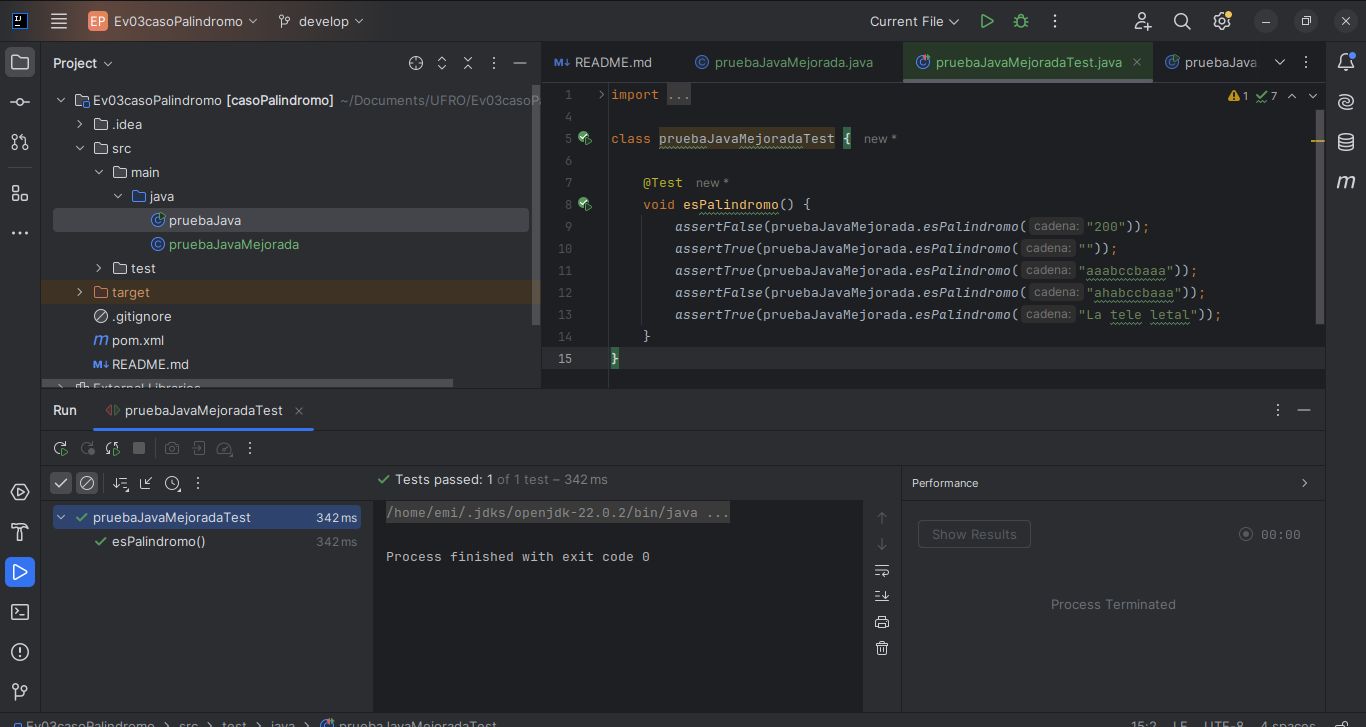 EP Ev03casoPalindromo develop Current File
Project
Ev03casoPalindromo [casoPalindromo] ~/Documents/UFRO/Ev03casoP
.idea
src
main
java
pruebaJava
pruebaJavaMejorada
test
target
.gitignore
pom.xml
README.md
External Libraries
README.md pruebaJavaMejorada.java pruebaJavaMejoradaTest.java pruebaJava
1 import ...
4
5 class pruebaJavaMejoradaTest { new *
6
7 @Test new *
8 void esPalindromo() {
9 assertFalse(pruebaJavaMejorada.esPalindromo( cadena: "200"));
10 assertTrue(pruebaJavaMejorada.esPalindromo( cadena: ""));
11 assertTrue(pruebaJavaMejorada.esPalindromo( cadena: "aaabccbaaa"));
12 assertFalse(pruebaJavaMejorada.esPalindromo( cadena: "ahabccbaaa"));
13 assertTrue(pruebaJavaMejorada.esPalindromo( cadena: "La tele letal"));
14 }
15 }
1 7
Run pruebaJavaMejoradaTest
Tests passed: 1 of 1 test – 342 ms
pruebaJavaMejoradaTest 342 ms
esPalindromo() 342 ms
/home/emi/.jdks/openjdk-22.0.2/bin/java ...
Process finished with exit code 0
Performance
Show Results 00:00
Process Terminated
Ev03casoPalindromo > src > test > java > pruebaJavaMejoradaTest 15:2 LF UTF-8 4 spaces